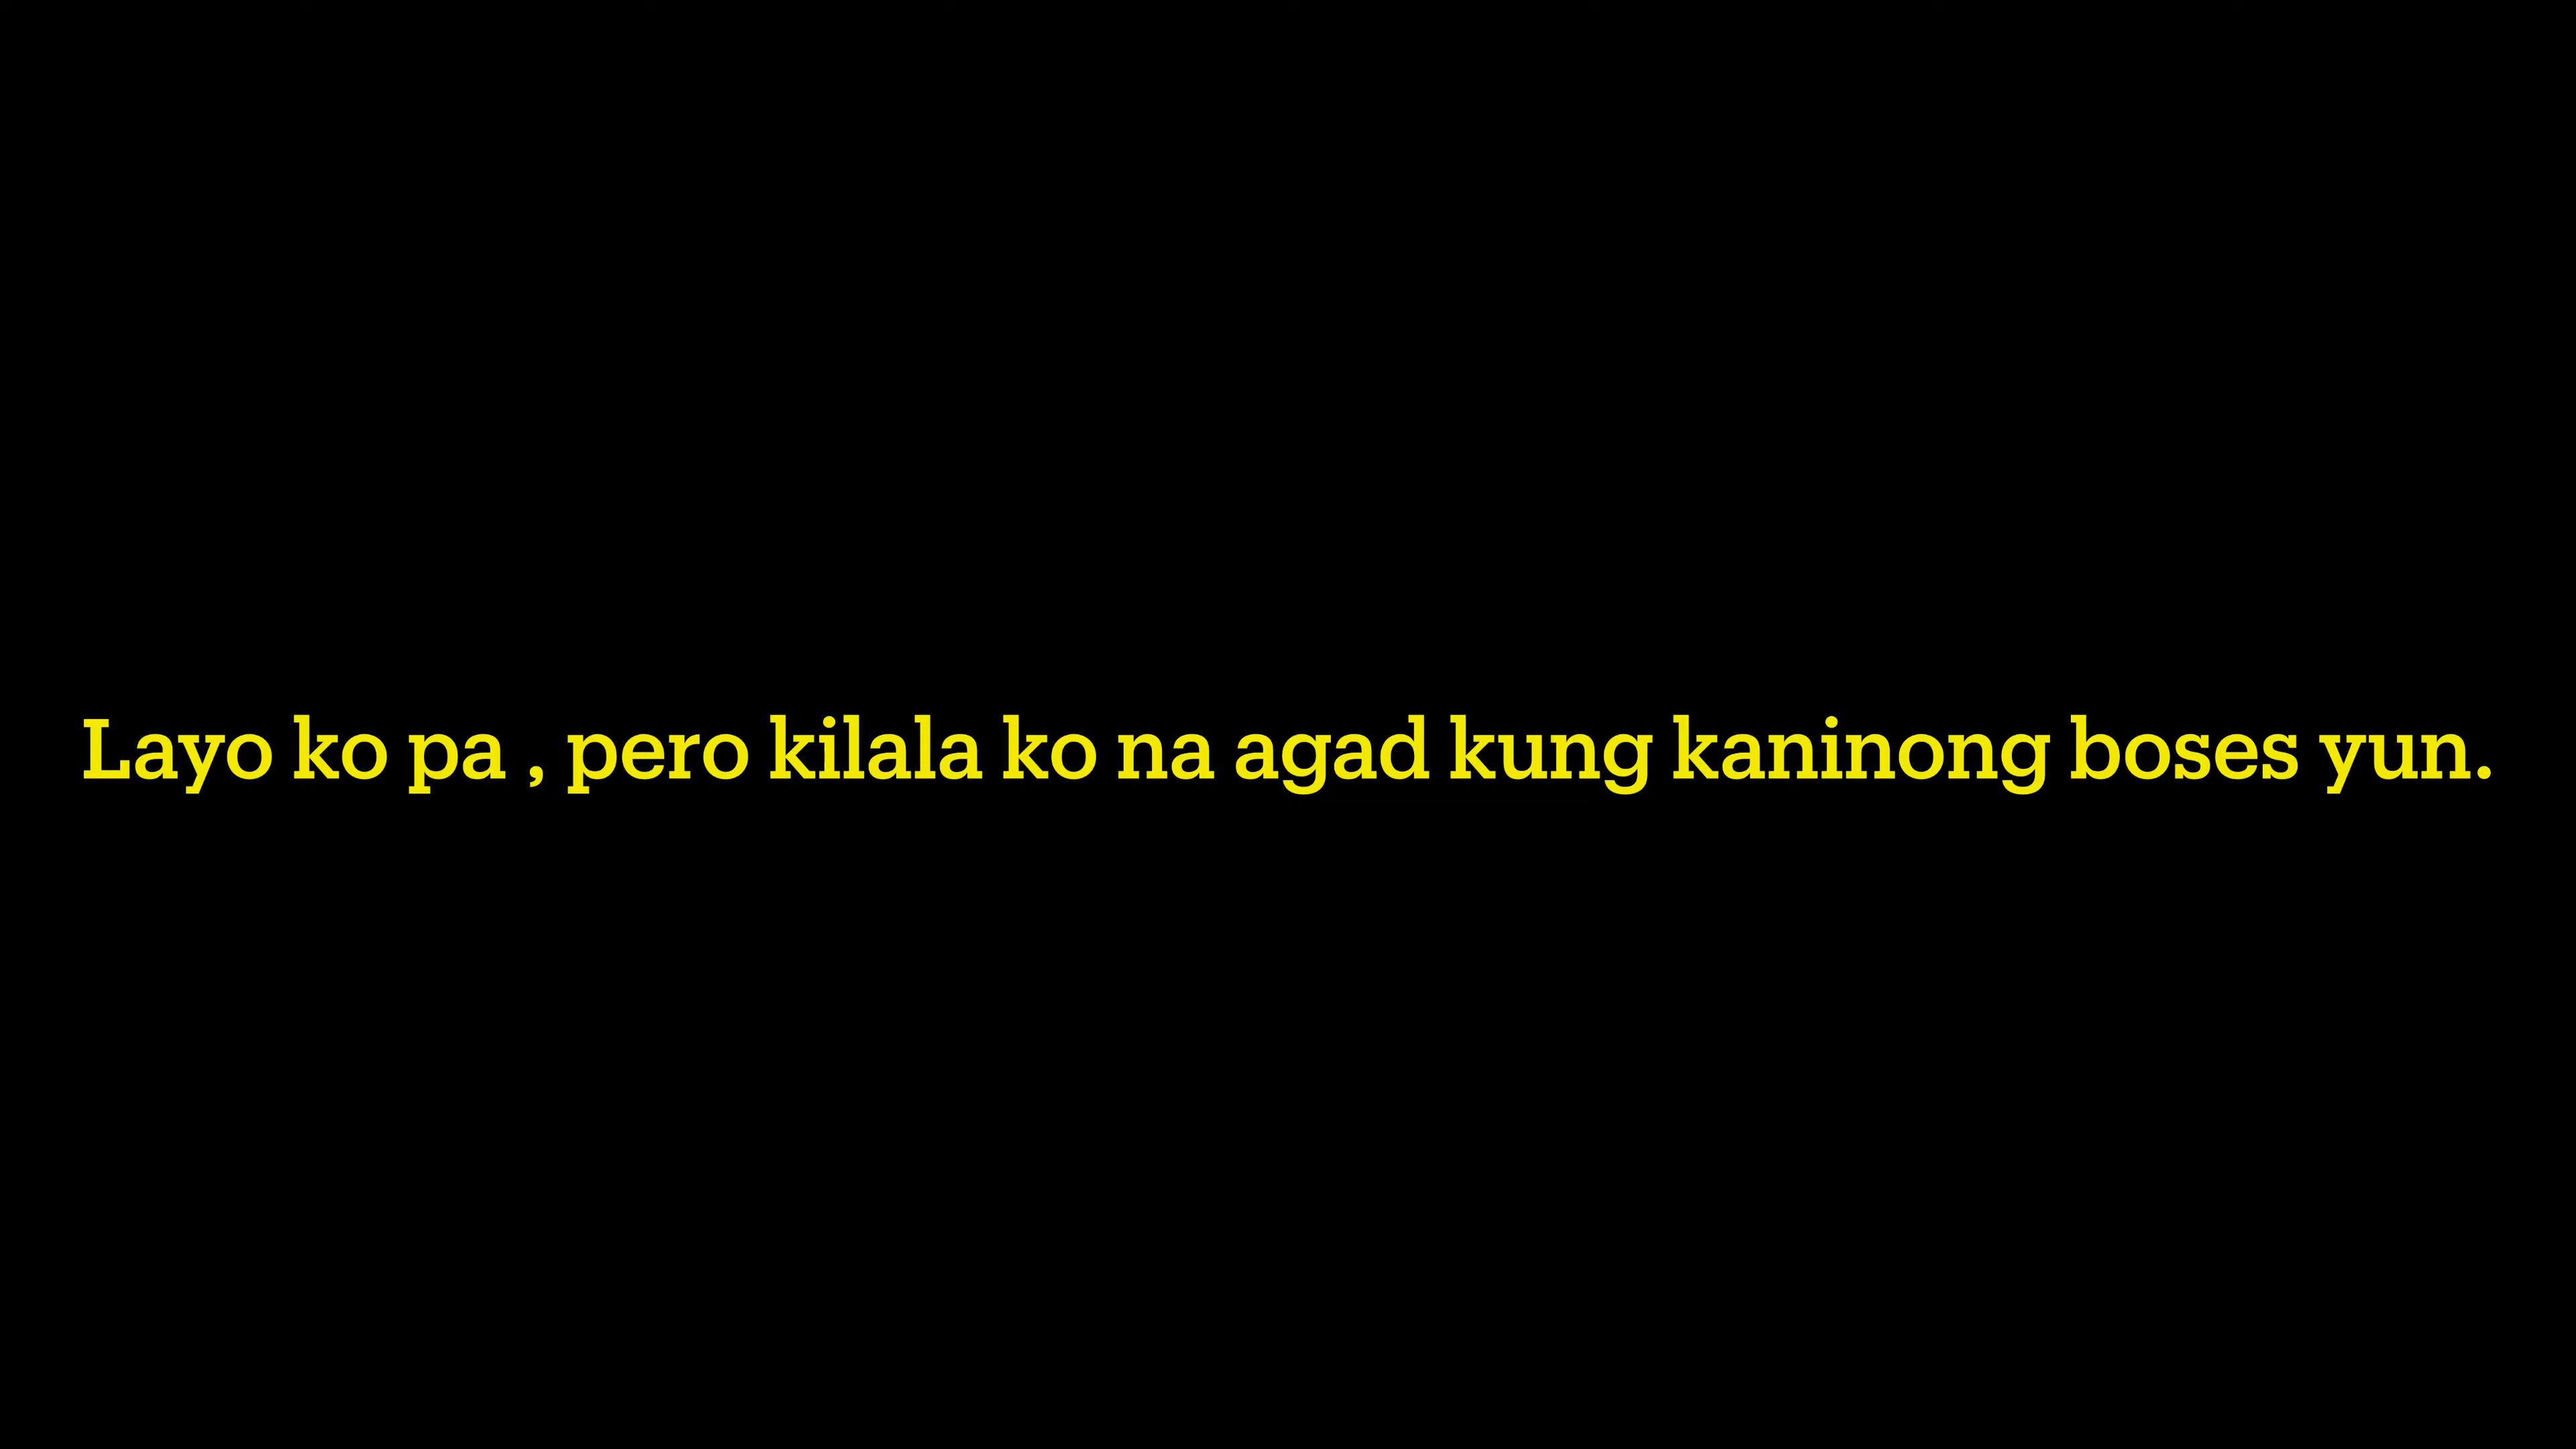 Layo ko pa , pero kilala ko na agad kung kaninong boses yun.